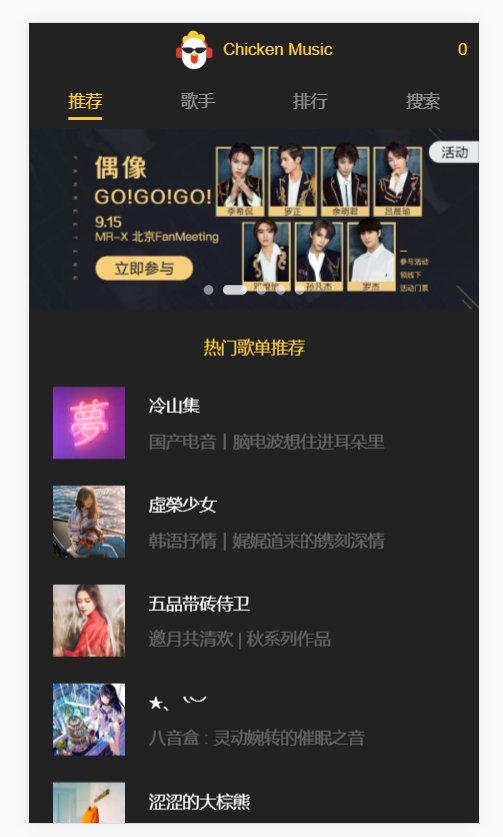 Chicken Music
0
推荐 歌手 排行 搜索
活动
偶像
GO!GO!GO!
9.15
MR-X 北京FanMeeting
立即参与
李希侃 罗正 余明君 吕晨瑜
孙凡杰 罗杰
参与活动
领线下
活动门票
热门歌单推荐
夢
冷山集
国产电音丨脑电波想住进耳朵里
虛榮少女
韩语抒情丨娓娓道来的镌刻深情
五品带砖侍卫
邀月共清欢 | 秋系列作品
★、
八音盒 : 灵动婉转的催眠之音
涩涩的大棕熊